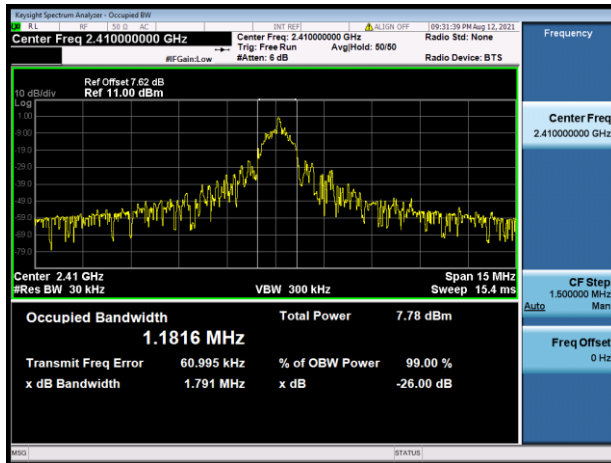 Keysight Spectrum Analyzer - Occupied BW
RL RF 50 Ω AC INT REF ALIGN OFF 09:31:39 PM Aug 12, 2021
Center Freq 2.410000000 GHz
Center Freq: 2.410000000 GHz
Radio Std: None
Trig: Free Run Avg|Hold: 50/50
#IFGain:Low #Atten: 6 dB Radio Device: BTS
Frequency
Ref Offset 7.62 dB
10 dB/div Ref 11.00 dBm
Log
1.00
-9.00
-19.0
-29.0
-39.0
-49.0
-59.0
-69.0
-79.0
Center Freq
2.410000000 GHz
Center 2.41 GHz Span 15 MHz
#Res BW 30 kHz VBW 300 kHz Sweep 15.4 ms
CF Step
1.500000 MHz
Auto Man
Occupied Bandwidth Total Power 7.78 dBm
1.1816 MHz
Transmit Freq Error 60.995 kHz % of OBW Power 99.00 %
x dB Bandwidth 1.791 MHz x dB -26.00 dB
Freq Offset
0 Hz
MSG STATUS